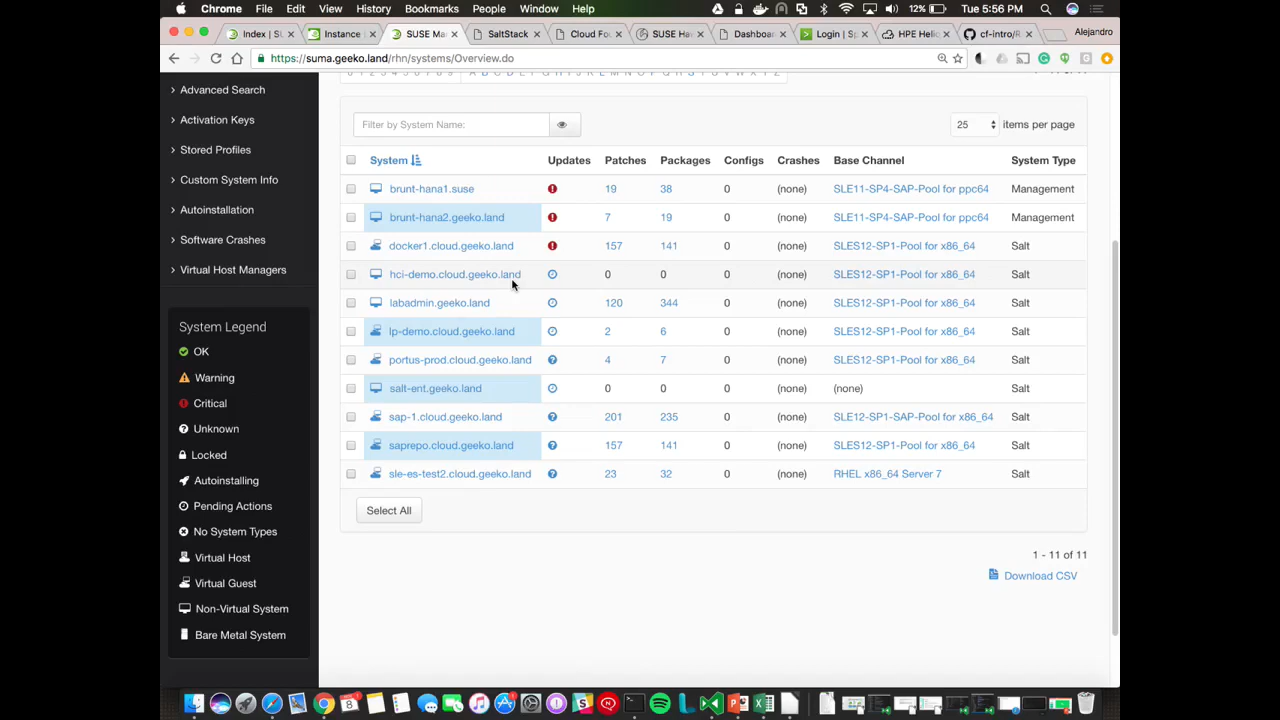 Chrome File Edit View History Bookmarks People Window Help 12% Tue 5:56 PM
Index | SU Instance SUSE Ma SaltStack Cloud Fou SUSE Ha Dashboa Login | Sp HPE Helio cf-intro/R Alejandro
https://suma.geeko.land/rhn/systems/Overview.do
Advanced Search
Activation Keys
Stored Profiles
Custom System Info
Autoinstallation
Software Crashes
Virtual Host Managers
System Legend
OK
Warning
Critical
Unknown
Locked
Autoinstalling
Pending Actions
No System Types
Virtual Host
Virtual Guest
Non-Virtual System
Bare Metal System
Filter by System Name: 25 items per page
System Updates Patches Packages Configs Crashes Base Channel System Type
brunt-hana1.suse 19 38 0 (none) SLE11-SP4-SAP-Pool for ppc64 Management
brunt-hana2.geeko.land 7 19 0 (none) SLE11-SP4-SAP-Pool for ppc64 Management
docker1.cloud.geeko.land 157 141 0 (none) SLES12-SP1-Pool for x86_64 Salt
hci-demo.cloud.geeko.land 0 0 0 (none) SLES12-SP1-Pool for x86_64 Salt
labadmin.geeko.land 120 344 0 (none) SLES12-SP1-Pool for x86_64 Salt
lp-demo.cloud.geeko.land 2 6 0 (none) SLES12-SP1-Pool for x86_64 Salt
portus-prod.cloud.geeko.land 4 7 0 (none) SLES12-SP1-Pool for x86_64 Salt
salt-ent.geeko.land 0 0 0 (none) (none) Salt
sap-1.cloud.geeko.land 201 235 0 (none) SLE12-SP1-SAP-Pool for x86_64 Salt
saprepo.cloud.geeko.land 157 141 0 (none) SLES12-SP1-Pool for x86_64 Salt
sle-es-test2.cloud.geeko.land 23 32 0 (none) RHEL x86_64 Server 7 Salt
Select All
1 - 11 of 11
Download CSV